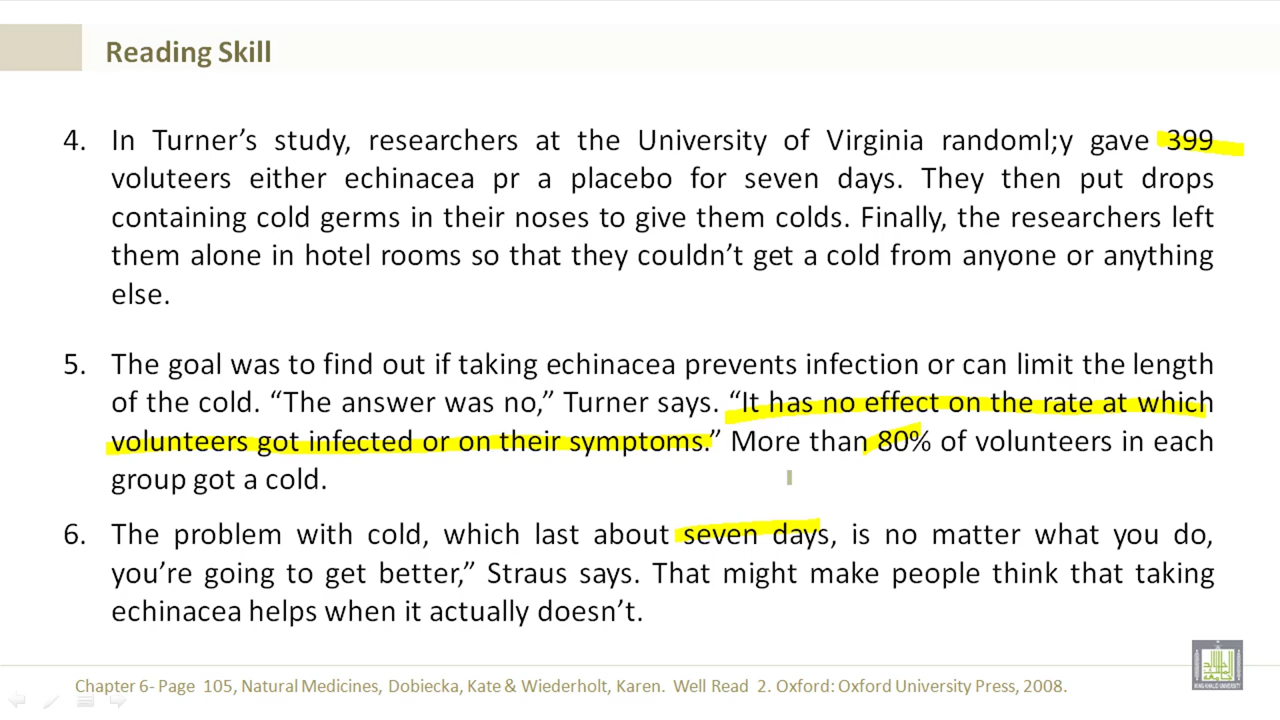 Reading Skill
4. In Turner’s study, researchers at the University of Virginia randoml;y gave 399
voluteers either echinacea pr a placebo for seven days. They then put drops
containing cold germs in their noses to give them colds. Finally, the researchers left
them alone in hotel rooms so that they couldn’t get a cold from anyone or anything
else.
5. The goal was to find out if taking echinacea prevents infection or can limit the length
of the cold. “The answer was no,” Turner says. “It has no effect on the rate at which
volunteers got infected or on their symptoms.” More than 80% of volunteers in each
group got a cold.
6. The problem with cold, which last about seven days, is no matter what you do,
you’re going to get better,” Straus says. That might make people think that taking
echinacea helps when it actually doesn’t.
Chapter 6- Page 105, Natural Medicines, Dobiecka, Kate & Wiederholt, Karen. Well Read 2. Oxford: Oxford University Press, 2008.
KING KHALID UNIVERSITY